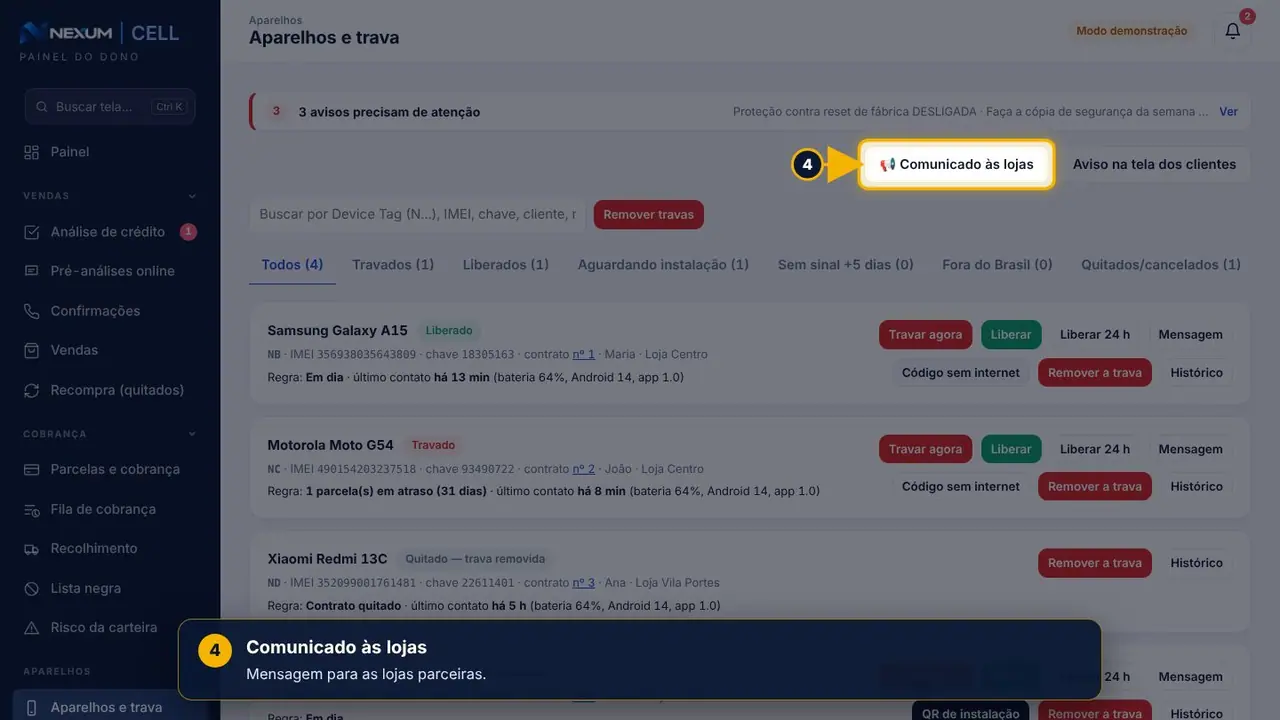 NEXUM | CELL
PAINEL DO DONO
Buscar tela... Ctrl K
Painel
VENDAS
Análise de crédito 1
Pré-análises online
Confirmações
Vendas
Recompra (quitados)
COBRANÇA
Parcelas e cobrança
Fila de cobrança
Recolhimento
Lista negra
Risco da carteira
APARELHOS
Aparelhos e trava
Aparelhos
Aparelhos e trava
Modo demonstração
2
3 3 avisos precisam de atenção
Proteção contra reset de fábrica DESLIGADA · Faça a cópia de segurança da semana ... Ver
4 📢 Comunicado às lojas Aviso na tela dos clientes
Buscar por Device Tag (N...), IMEI, chave, cliente, r Remover travas
Todos (4) Travados (1) Liberados (1) Aguardando instalação (1) Sem sinal +5 dias (0) Fora do Brasil (0) Quitados/cancelados (1)
Samsung Galaxy A15 Liberado
NB · IMEI 356938035643809 · chave 18305163 · contrato nº 1 · Maria · Loja Centro
Regra: Em dia · último contato há 13 min (bateria 64%, Android 14, app 1.0)
Travar agora Liberar Liberar 24 h Mensagem
Código sem internet Remover a trava Histórico
Motorola Moto G54 Travado
NC · IMEI 490154203237518 · chave 93490722 · contrato nº 2 · João · Loja Centro
Regra: 1 parcela(s) em atraso (31 dias) · último contato há 8 min (bateria 64%, Android 14, app 1.0)
Travar agora Liberar Liberar 24 h Mensagem
Código sem internet Remover a trava Histórico
Xiaomi Redmi 13C Quitado — trava removida
ND · IMEI 352099001761481 · chave 22611401 · contrato nº 3 · Ana · Loja Vila Portes
Regra: Contrato quitado · último contato há 5 h (bateria 64%, Android 14, app 1.0)
Remover a trava Histórico
4 Comunicado às lojas
Mensagem para as lojas parceiras.
24 h Mensagem
Regra: Em dia
QR de instalação Remover a trava Histórico